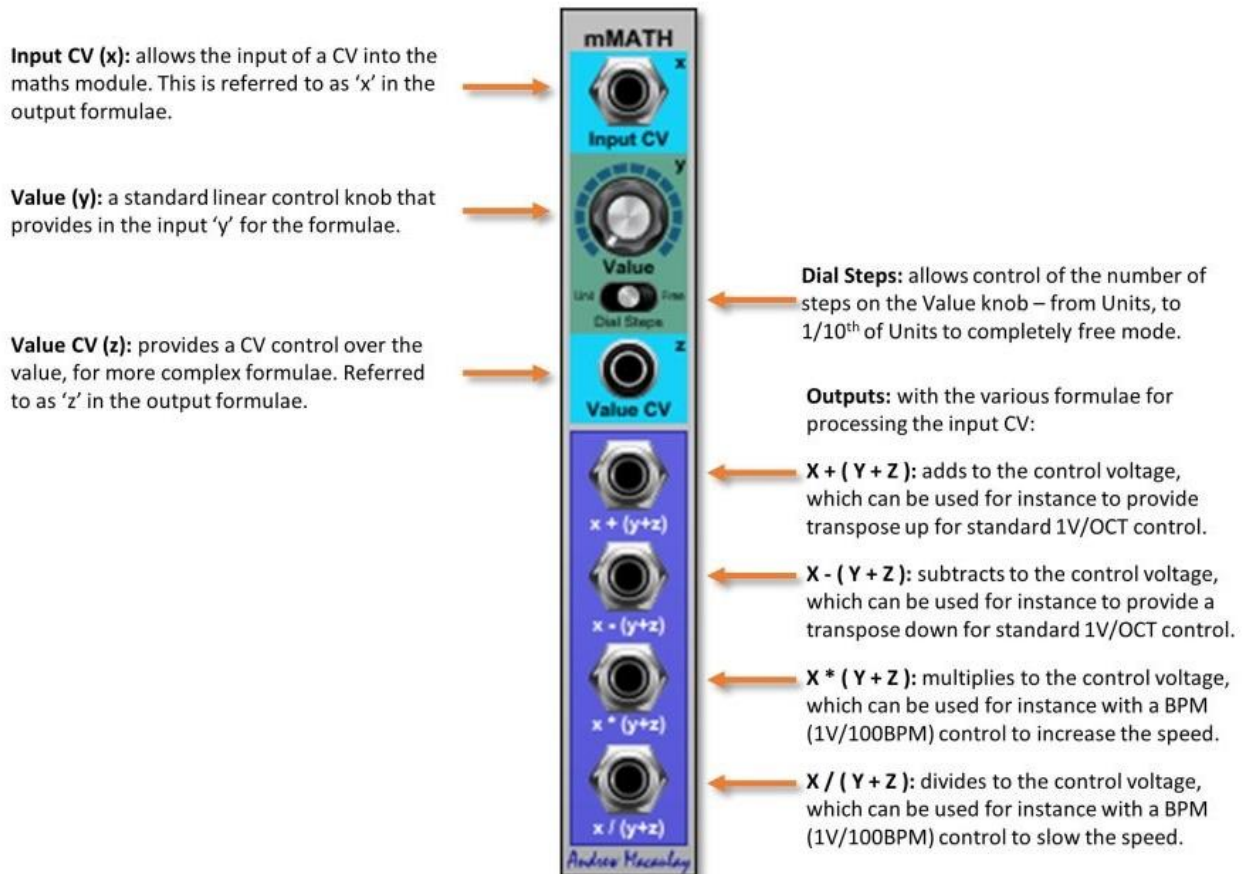 Input CV (x): allows the input of a CV into the
maths module. This is referred to as ‘x’ in the
output formulae.
Value (y): a standard linear control knob that
provides in the input ‘y’ for the formulae.
Value CV (z): provides a CV control over the
value, for more complex formulae. Referred
to as ‘z’ in the output formulae.
mMATH
x
Input CV
y
Value
Unit Free
Dial Steps
z
Value CV
x + (y+z)
x - (y+z)
x * (y+z)
x / (y+z)
Andrew Macaulay
Dial Steps: allows control of the number of
steps on the Value knob – from Units, to
1/10th of Units to completely free mode.
Outputs: with the various formulae for
processing the input CV:
X + ( Y + Z ): adds to the control voltage,
which can be used for instance to provide
transpose up for standard 1V/OCT control.
X - ( Y + Z ): subtracts to the control voltage,
which can be used for instance to provide a
transpose down for standard 1V/OCT control.
X * ( Y + Z ): multiplies to the control voltage,
which can be used for instance with a BPM
(1V/100BPM) control to increase the speed.
X / ( Y + Z ): divides to the control voltage,
which can be used for instance with a BPM
(1V/100BPM) control to slow the speed.